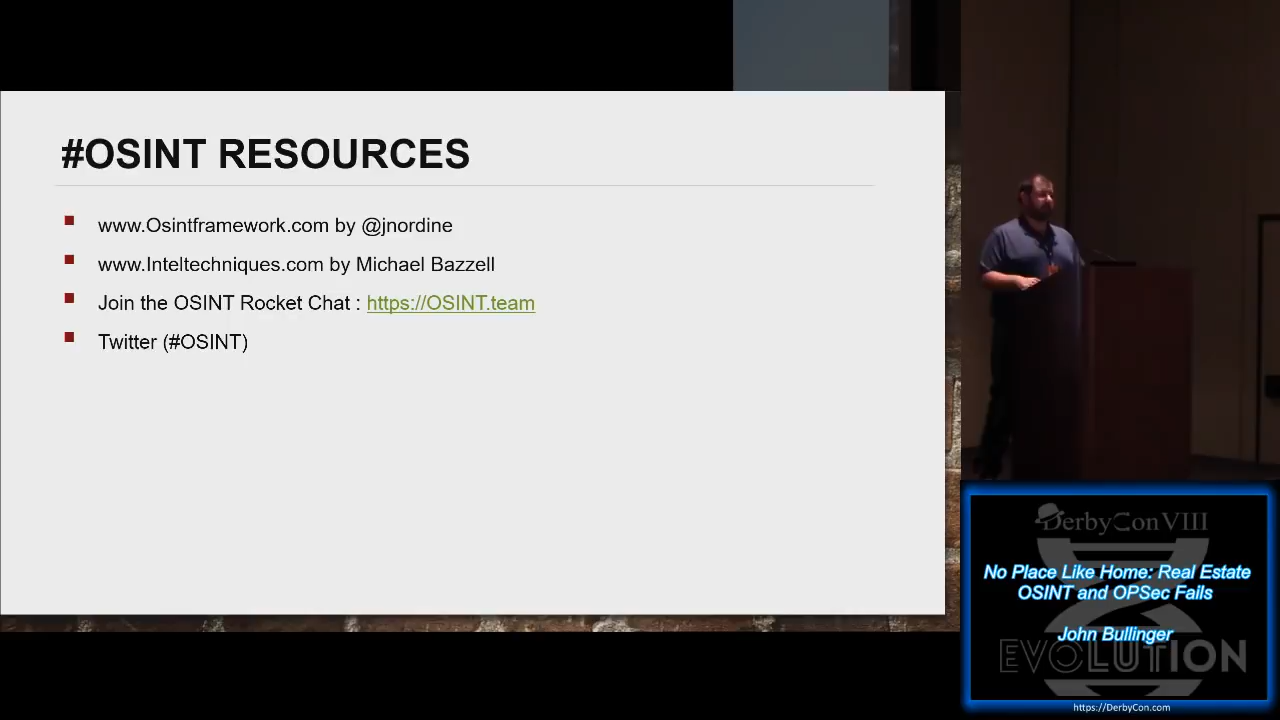 #OSINT RESOURCES
www.Osintframework.com by @jnordine
www.Inteltechniques.com by Michael Bazzell
Join the OSINT Rocket Chat : https://OSINT.team
Twitter (#OSINT)
DerbyCon VIII
No Place Like Home: Real Estate
OSINT and OPSec Fails
John Bullinger
EVOLUTION
https://DerbyCon.com